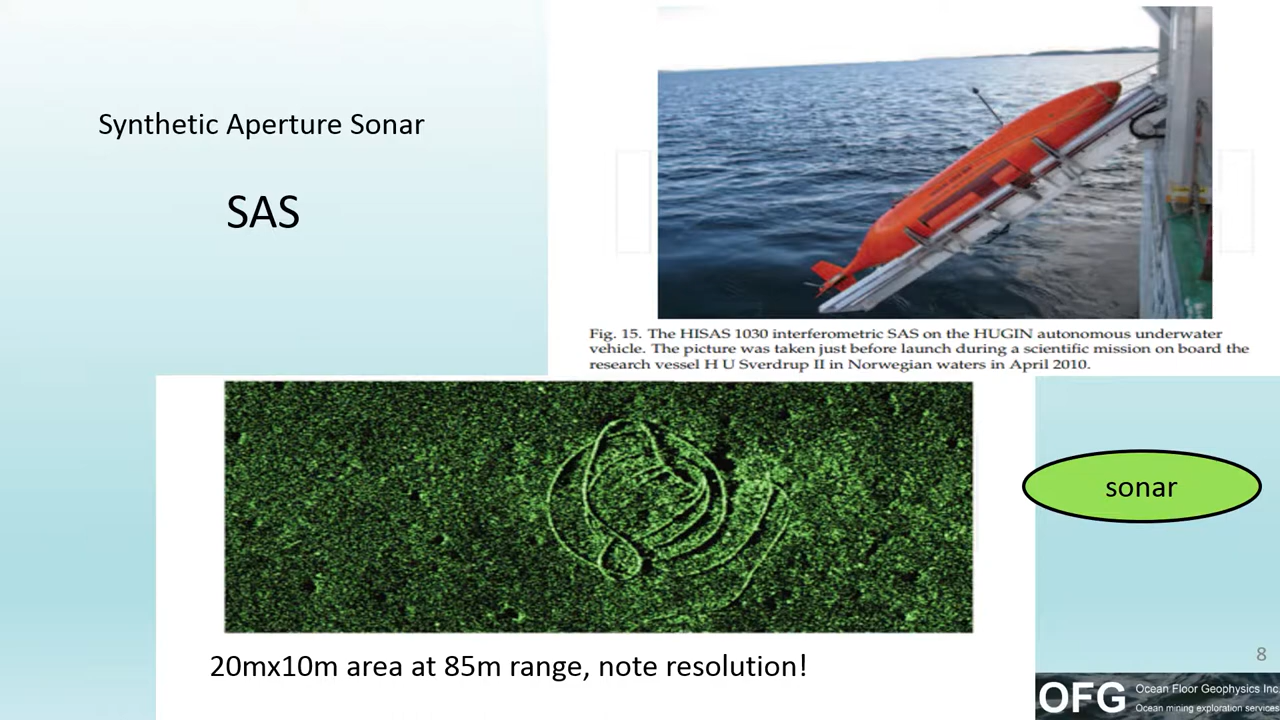 Synthetic Aperture Sonar
SAS
Fig. 15. The HISAS 1030 interferometric SAS on the HUGIN autonomous underwater
vehicle. The picture was taken just before launch during a scientific mission on board the
research vessel H U Sverdrup II in Norwegian waters in April 2010.
sonar
20mx10m area at 85m range, note resolution!
8
OFG Ocean Floor Geophysics Inc.
Ocean mining exploration services